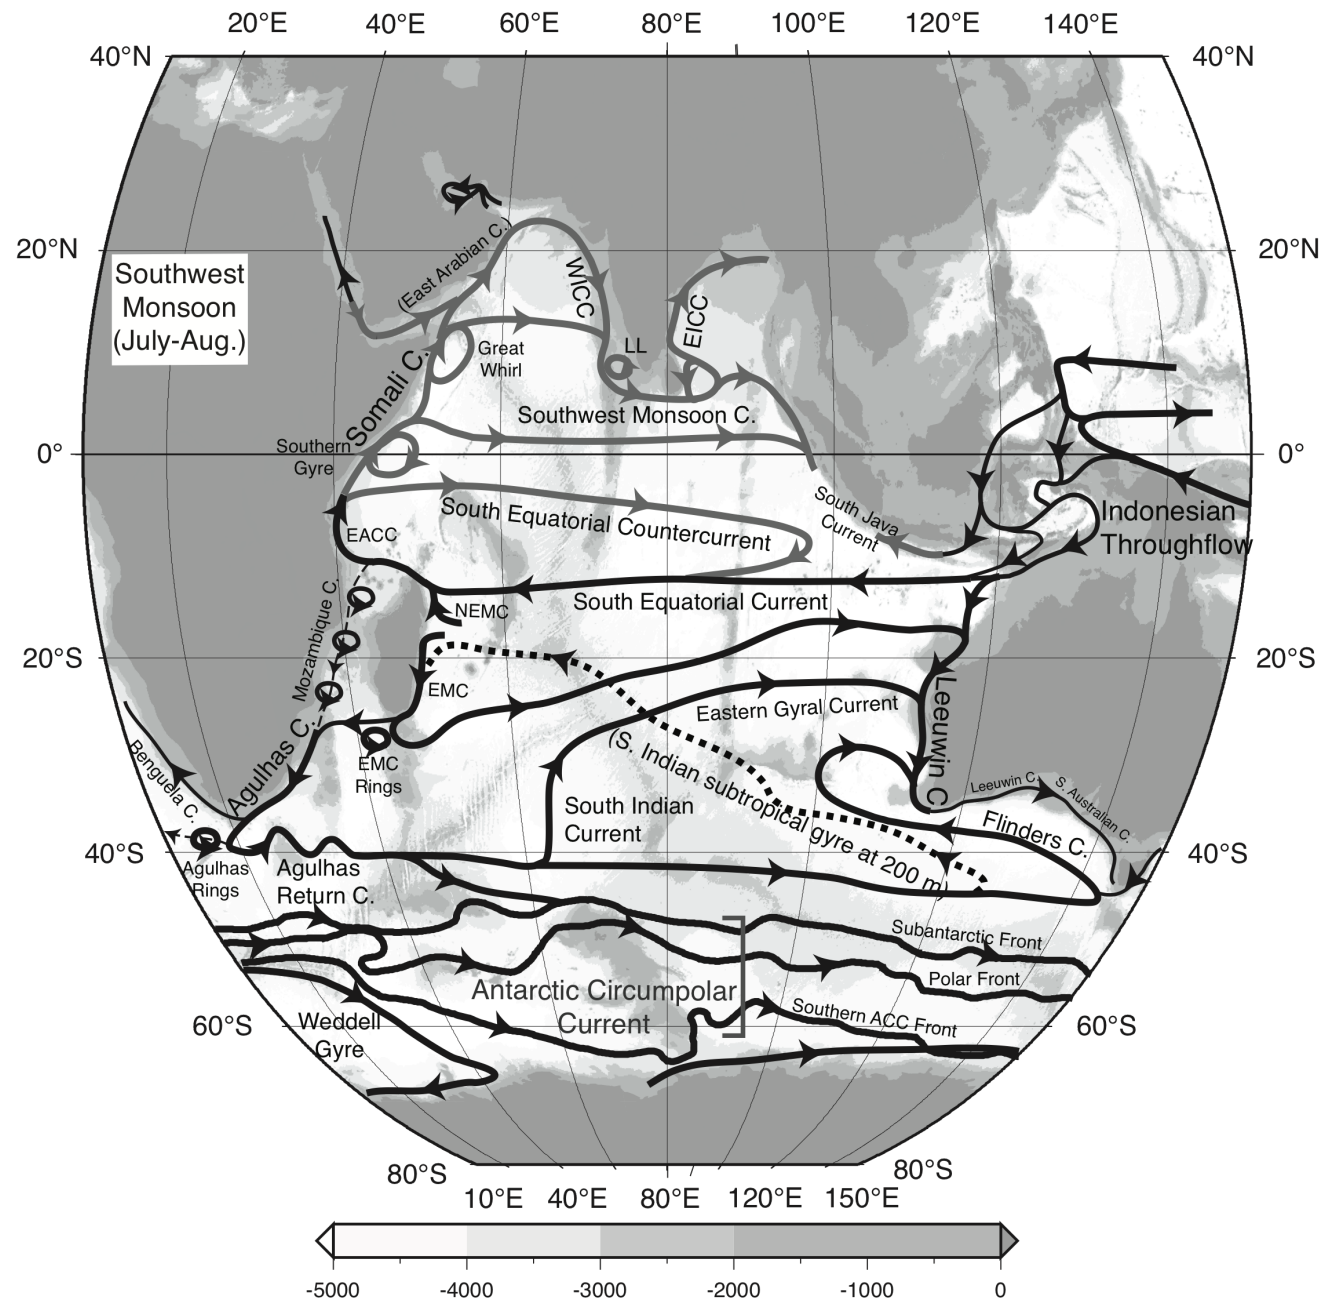 20°E 40°E 60°E 80°E 100°E 120°E 140°E
40°N 40°N
20°N 20°N
Southwest
Monsoon
(July-Aug.)
(East Arabian C.)
WICC
EICC
LL
Great
Whirl
Somali C.
Southwest Monsoon C.
Southern
Gyre
0° 0°
South Java
Current
Indonesian
Throughflow
EACC
South Equatorial Countercurrent
Mozambique C.
NEMC
South Equatorial Current
20°S 20°S
EMC
Eastern Gyral Current
Leeuwin C.
(S. Indian subtropical gyre at 200 m)
Agulhas C.
Benguela C.
EMC
Rings
South Indian
Current
Leeuwin C.
S. Australian C.
Flinders C.
40°S 40°S
Agulhas
Rings
Agulhas
Return C.
Subantarctic Front
Polar Front
Antarctic Circumpolar
Current
Southern ACC Front
60°S 60°S
Weddell
Gyre
80°S 80°S
10°E 40°E 80°E 120°E 150°E
-5000 -4000 -3000 -2000 -1000 0